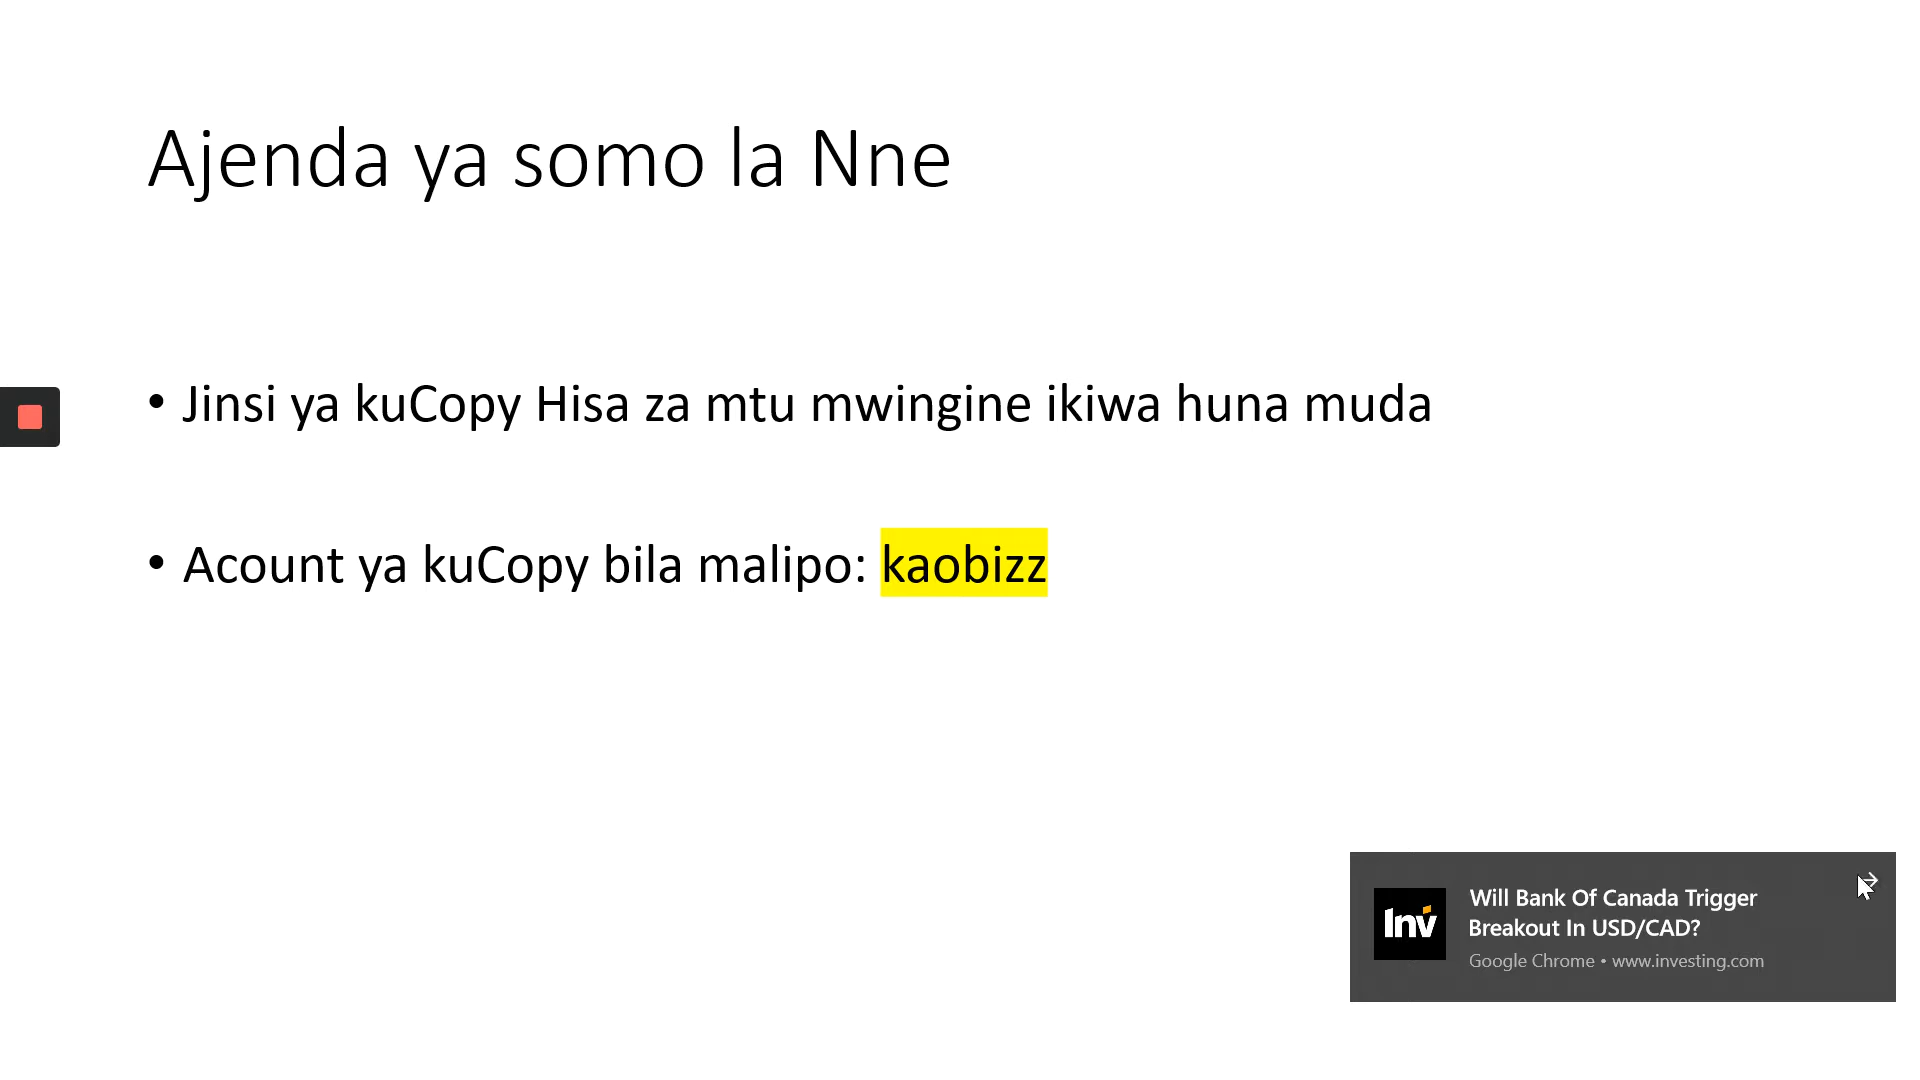 Ajenda ya somo la Nne
• Jinsi ya kuCopy Hisa za mtu mwingine ikiwa huna muda
• Acount ya kuCopy bila malipo: kaobizz
Inv
Will Bank Of Canada Trigger
Breakout In USD/CAD?
Google Chrome • www.investing.com